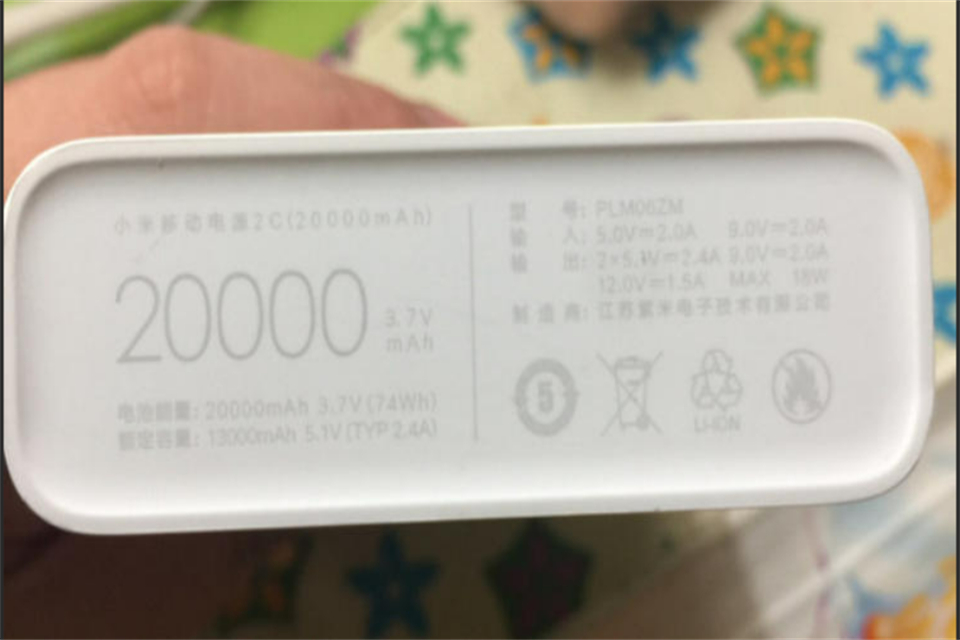 小米移动电源2C(20000mAh)
20000 3.7V
mAh
电池能量: 20000mAh 3.7V(74Wh)
额定容量: 13000mAh 5.1V(TYP 2.4A)
型 号: PLM06ZM
输 入: 5.0V⎓2.0A 9.0V⎓2.0A
输 出: 2×5.1V⎓2.4A 9.0V⎓2.0A
12.0V⎓1.5A MAX 18W
制造商: 江苏紫米电子技术有限公司
5
LI-ION